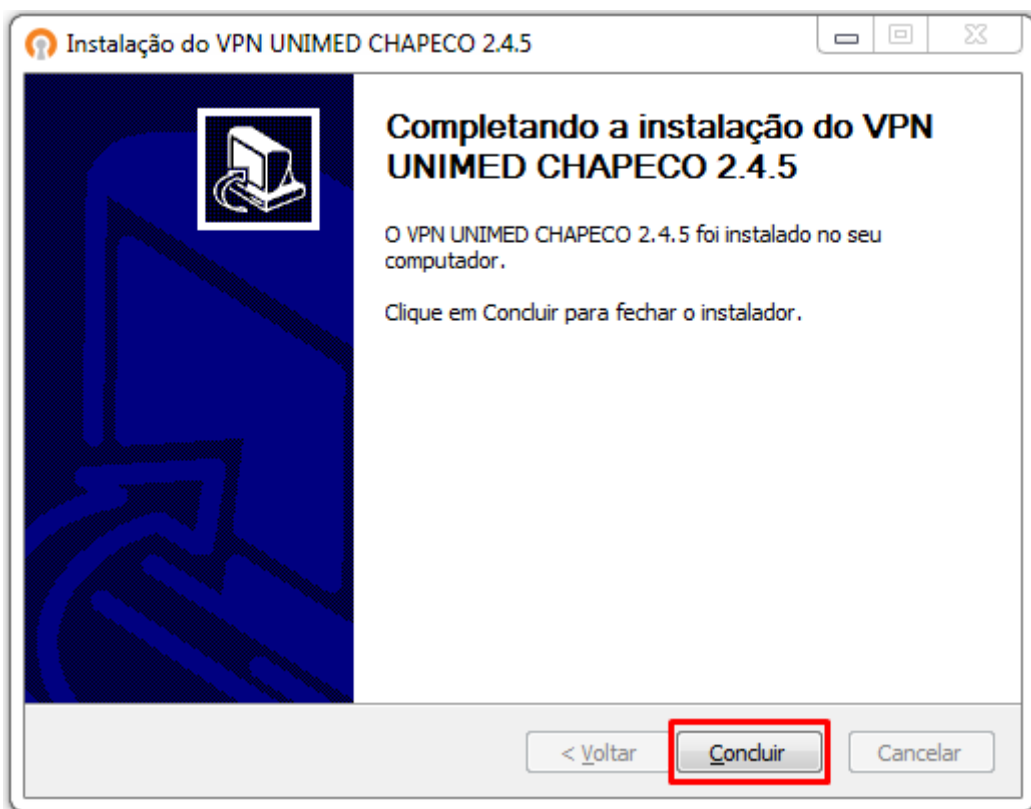 Instalação do VPN UNIMED CHAPECO 2.4.5
Completando a instalação do VPN
UNIMED CHAPECO 2.4.5
O VPN UNIMED CHAPECO 2.4.5 foi instalado no seu
computador.
Clique em Concluir para fechar o instalador.
< Voltar
Concluir
Cancelar